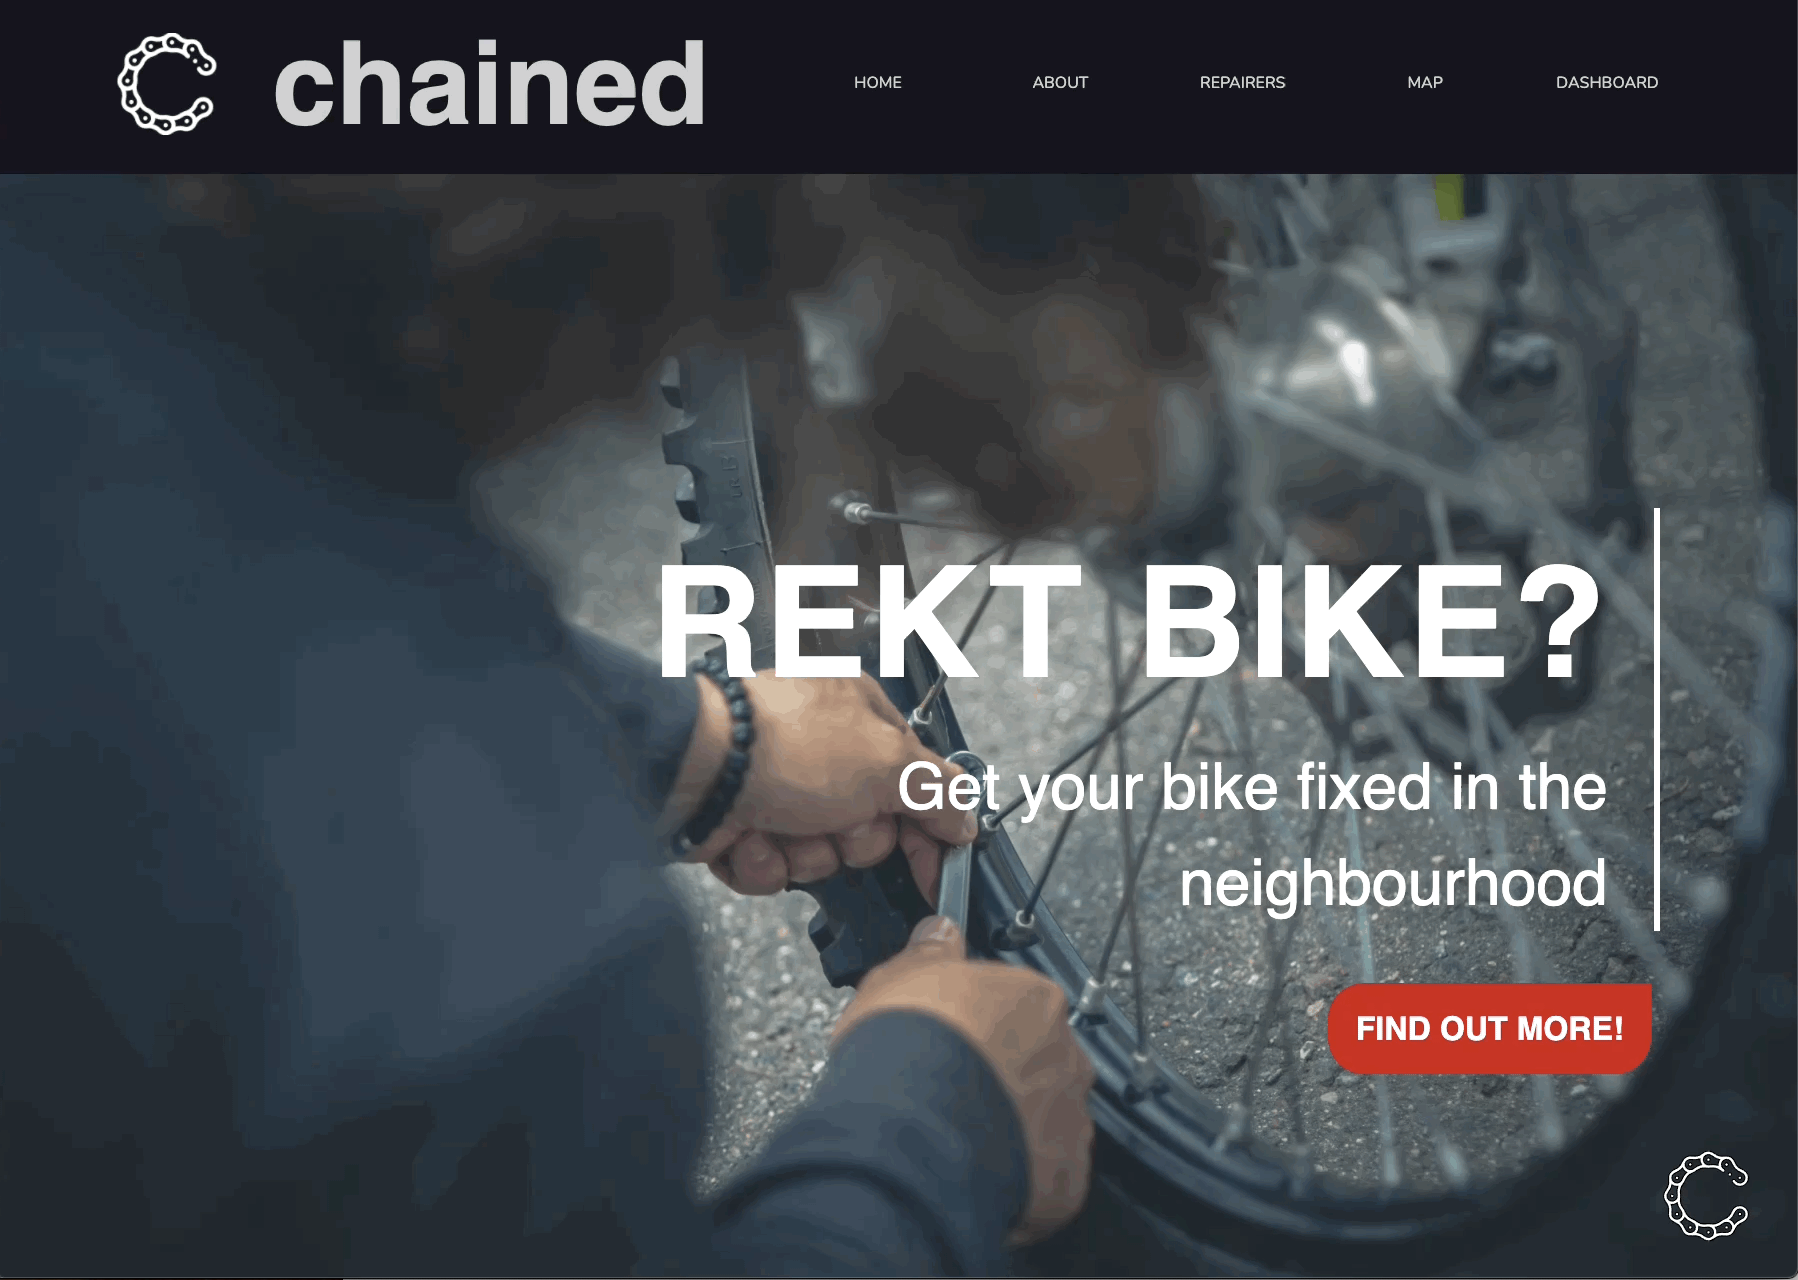 chained
HOME ABOUT REPAIRERS MAP DASHBOARD
REKT BIKE?
Get your bike fixed in the
neighbourhood
FIND OUT MORE!